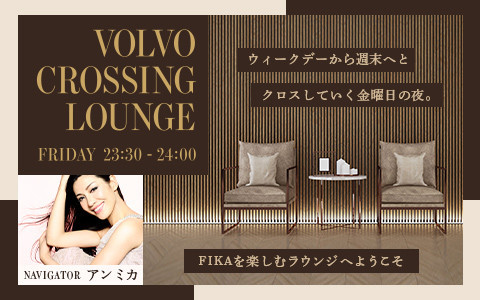 VOLVO
CROSSING
LOUNGE
FRIDAY 23:30 - 24:00
ウィークデーから週末へと
クロスしていく金曜日の夜。
NAVIGATOR アンミカ
FIKAを楽しむラウンジへようこそ